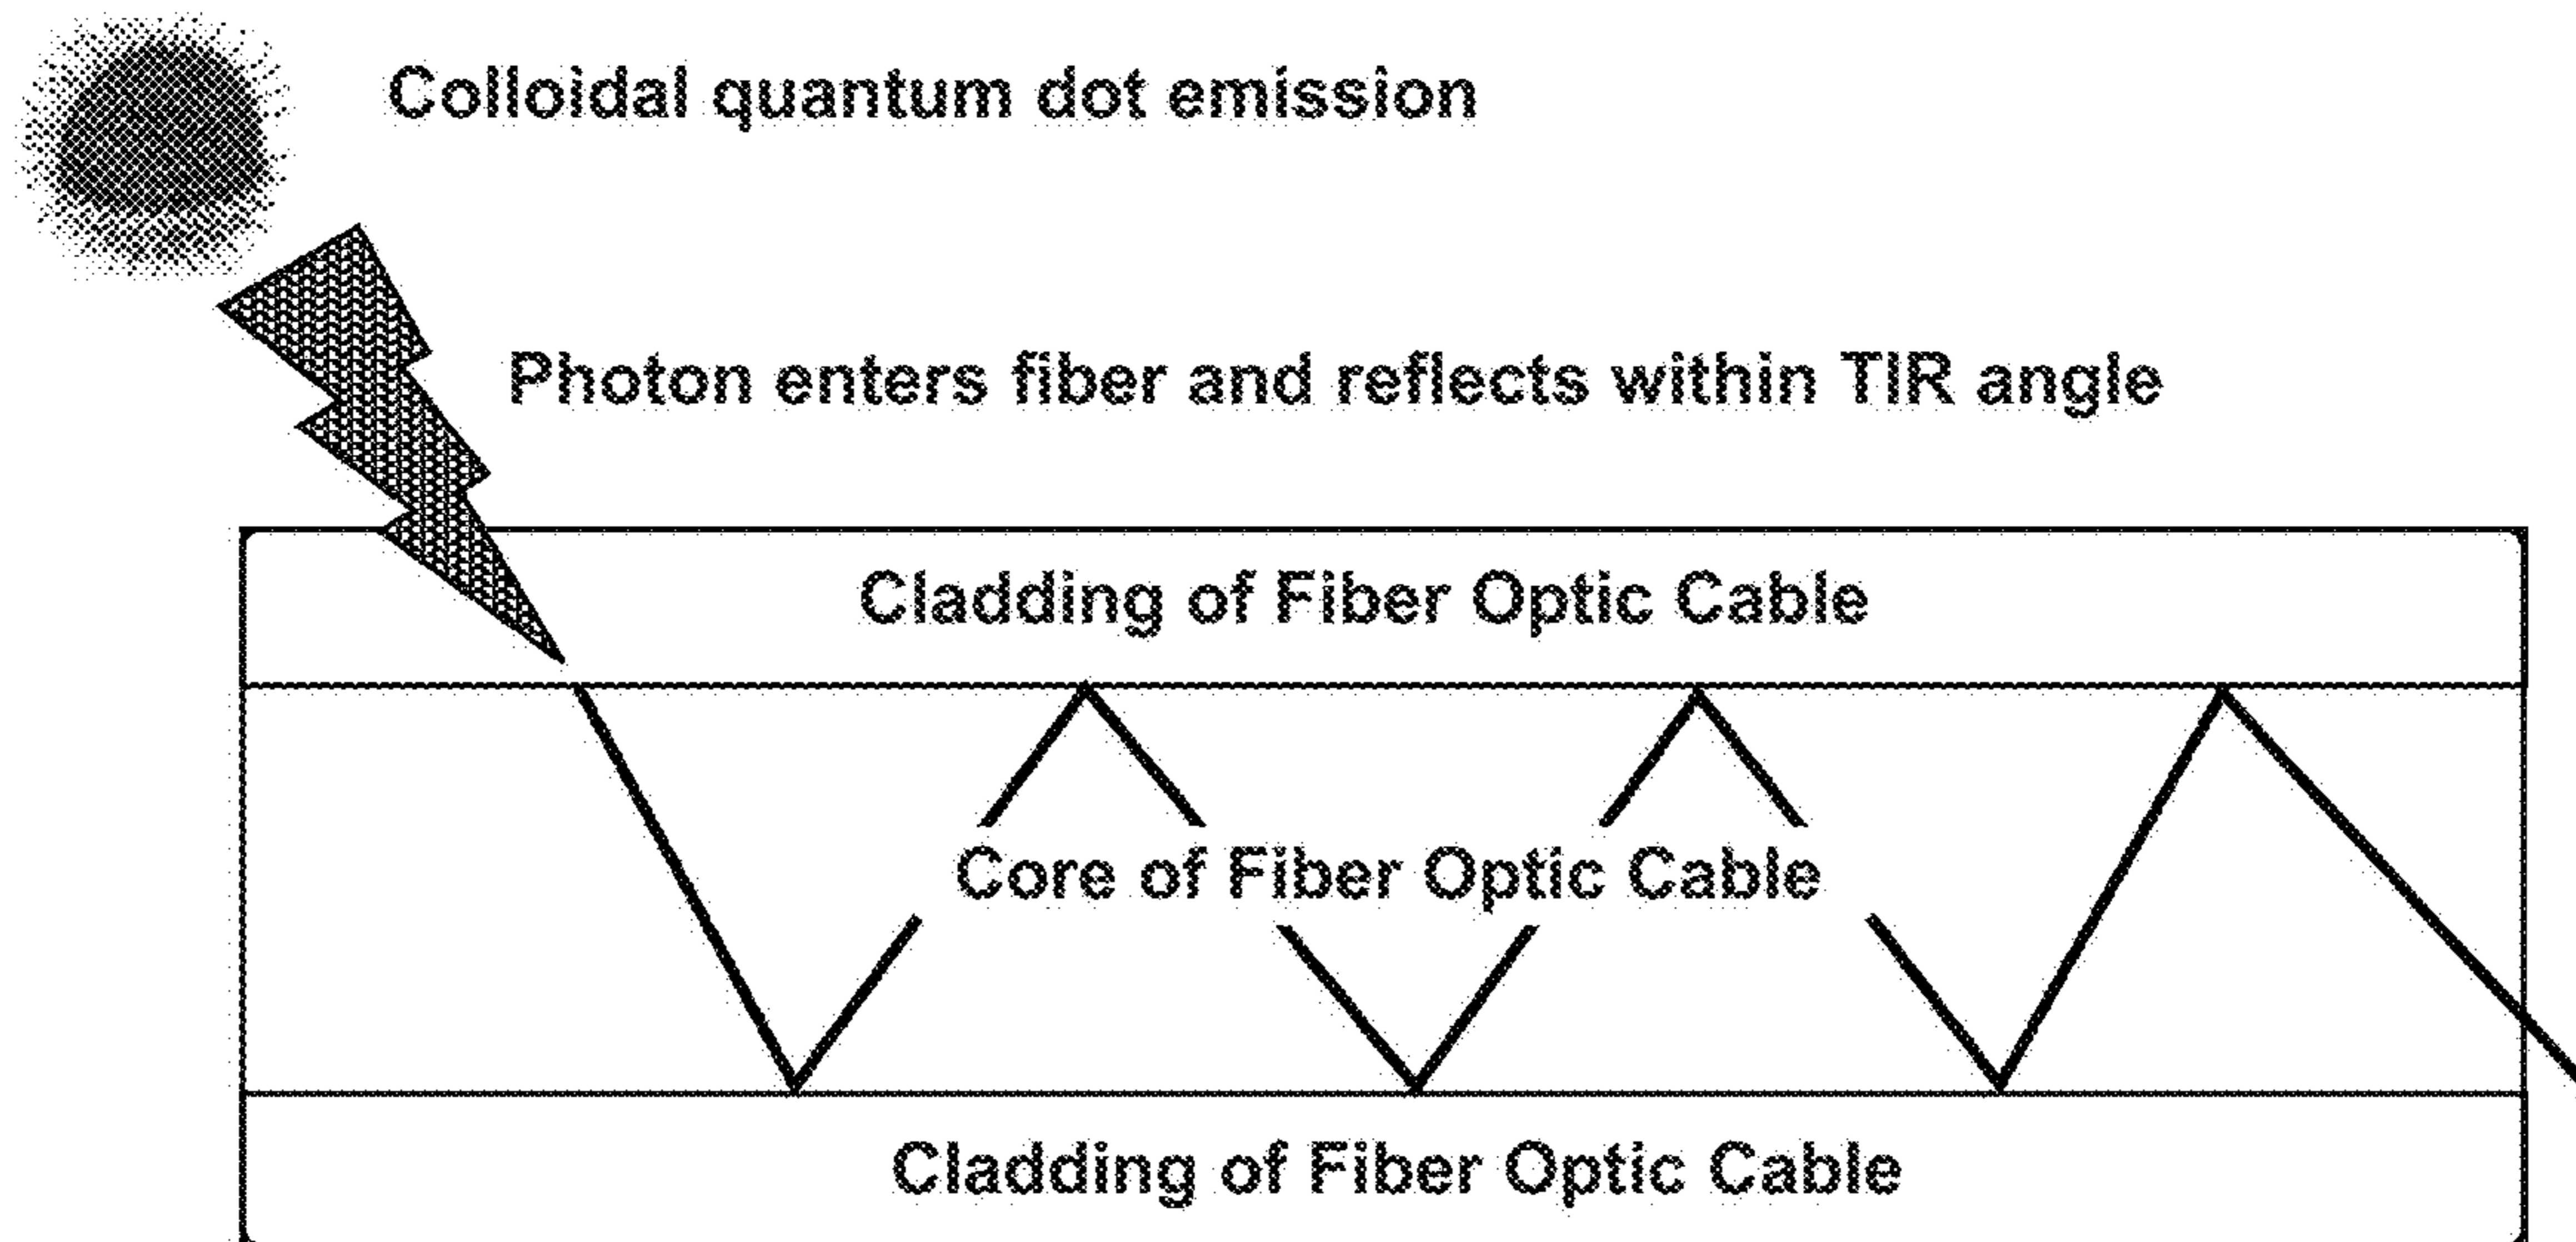 Colloidal quantum dot emission
Photon enters fiber and reflects within TIR angle
Cladding of Fiber Optic Cable
Core of Fiber Optic Cable
Cladding of Fiber Optic Cable